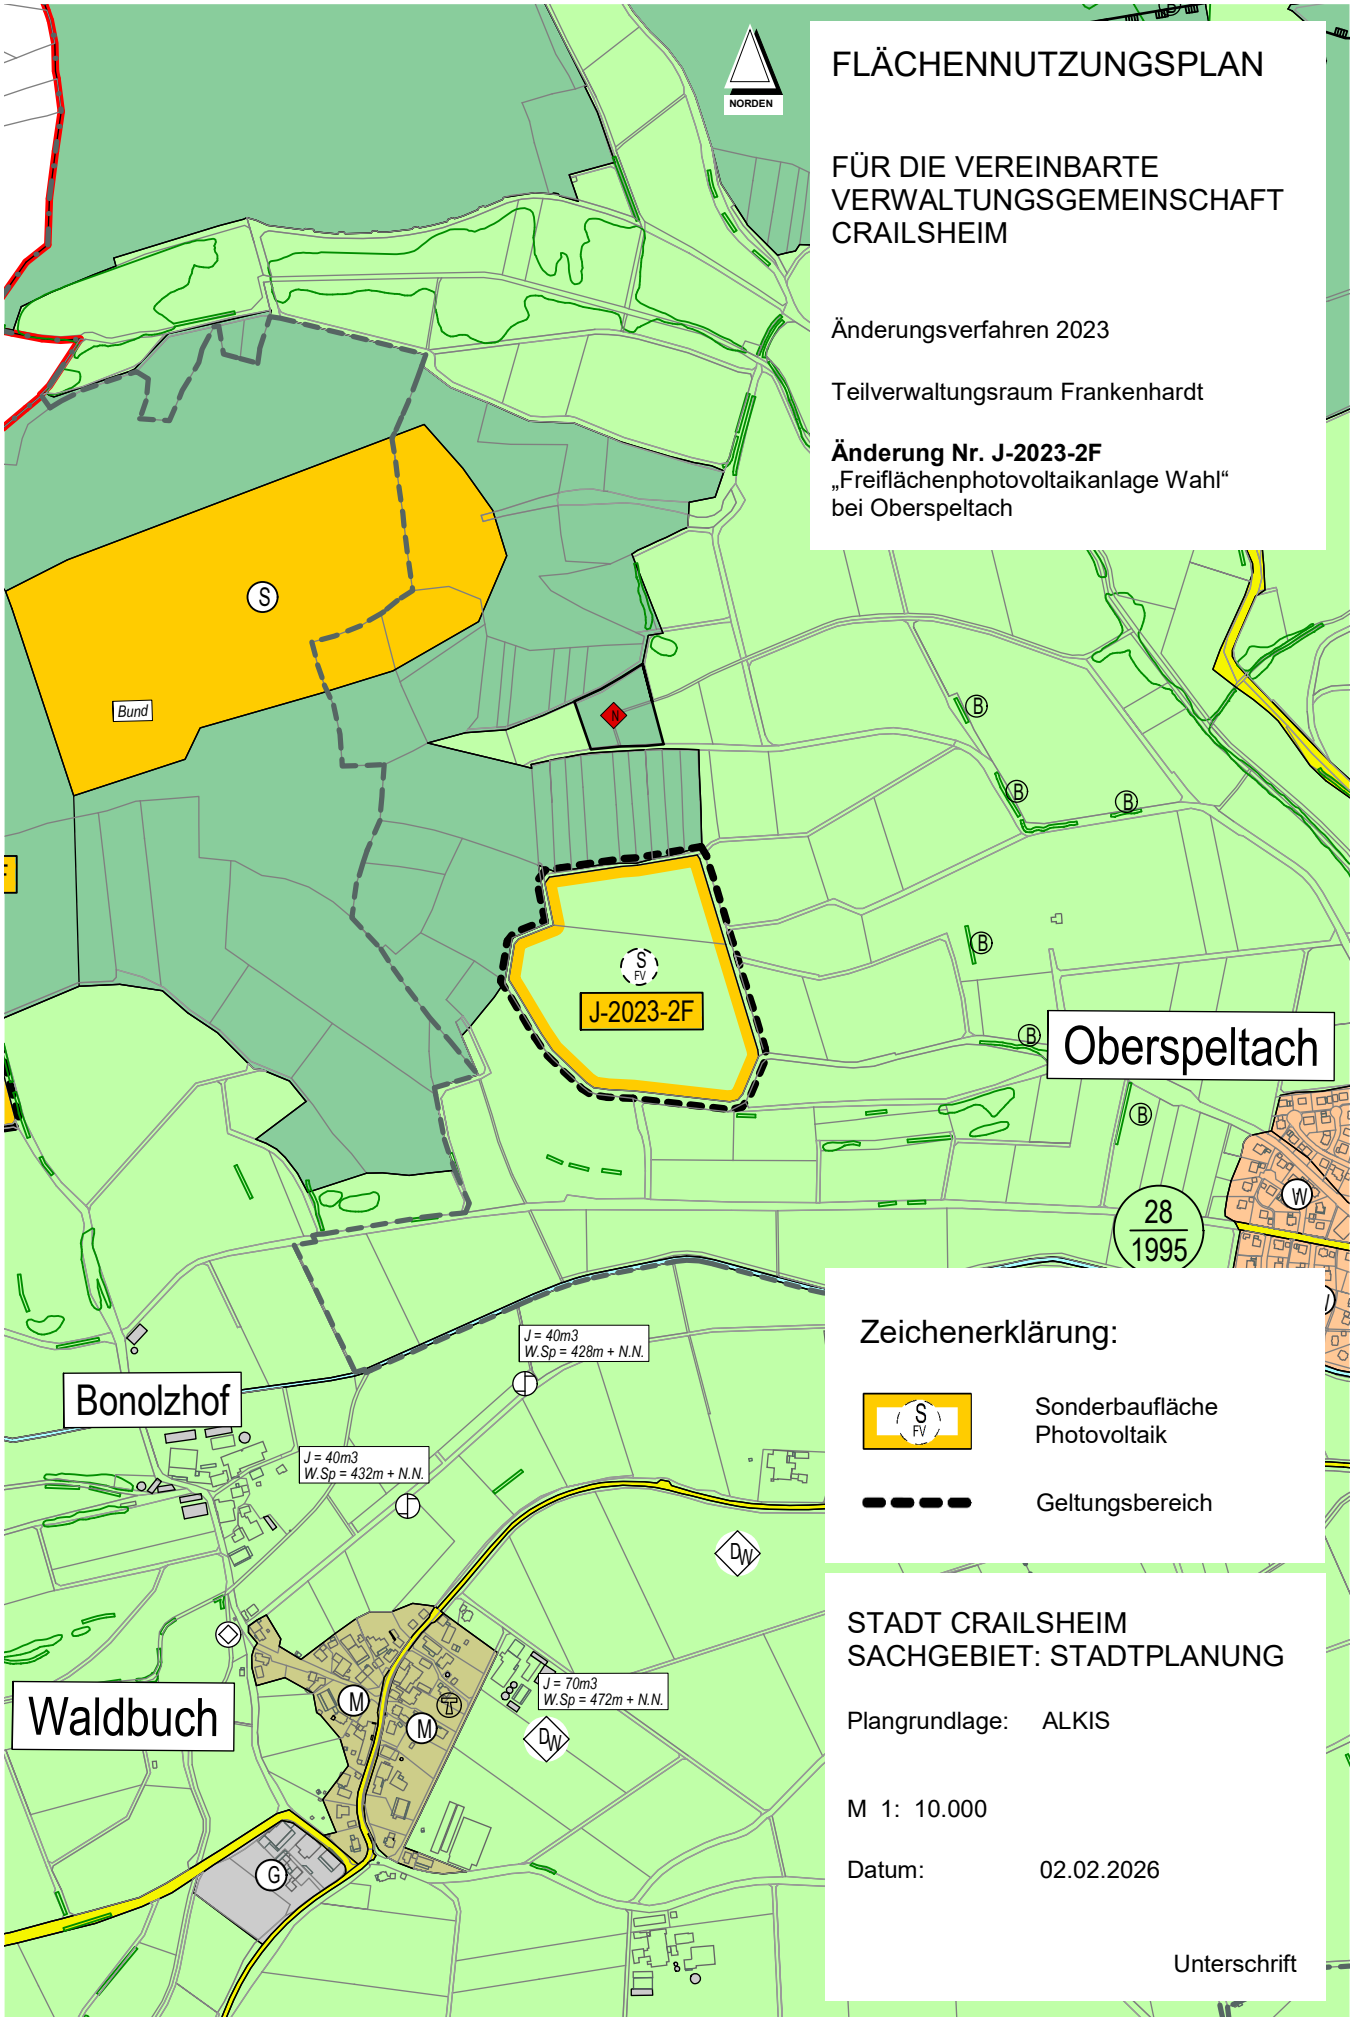 NORDEN
FLÄCHENNUTZUNGSPLAN
FÜR DIE VEREINBARTE
VERWALTUNGSGEMEINSCHAFT
CRAILSHEIM
Änderungsverfahren 2023
Teilverwaltungsraum Frankenhardt
Änderung Nr. J-2023-2F
„Freiflächenphotovoltaikanlage Wahl“
bei Oberspeltach
S
Bund
N
B
B
B
F
S
FV
J-2023-2F
B
B
Oberspeltach
B
W
28
1995
J = 40m3
W.Sp = 428m + N.N.
Bonolzhof
J = 40m3
W.Sp = 432m + N.N.
Zeichenerklärung:
S
FV
Sonderbaufläche
Photovoltaik
Geltungsbereich
DW
STADT CRAILSHEIM
SACHGEBIET: STADTPLANUNG
Plangrundlage: ALKIS
M 1: 10.000
Datum: 02.02.2026
Unterschrift
J = 70m3
W.Sp = 472m + N.N.
Waldbuch
M
M
DW
G